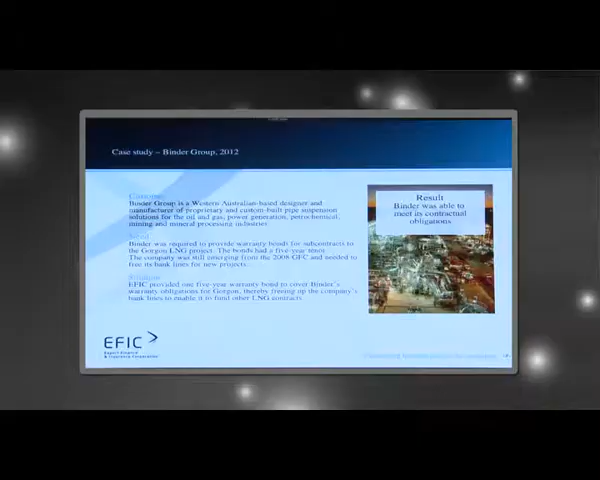 Case study – Binder Group, 2012
Customer
Binder Group is a Western Australian-based designer and
manufacturer of proprietary and custom-built pipe suspension
solutions for the oil and gas, power generation, petrochemical,
mining and mineral processing industries.
Need
Binder was required to provide warranty bonds for subcontracts to
the Gorgon LNG project. The bonds had a five-year tenor.
The company was still emerging from the 2008 GFC and needed to
free its bank lines for new projects.
Solution
EFIC provided one five-year warranty bond to cover Binder's
warranty obligations for Gorgon, thereby freeing up the company's
bank lines to enable it to fund other LNG contracts.
Result
Binder was able to
meet its contractual
obligations
EFIC
Export Finance
& Insurance Corporation